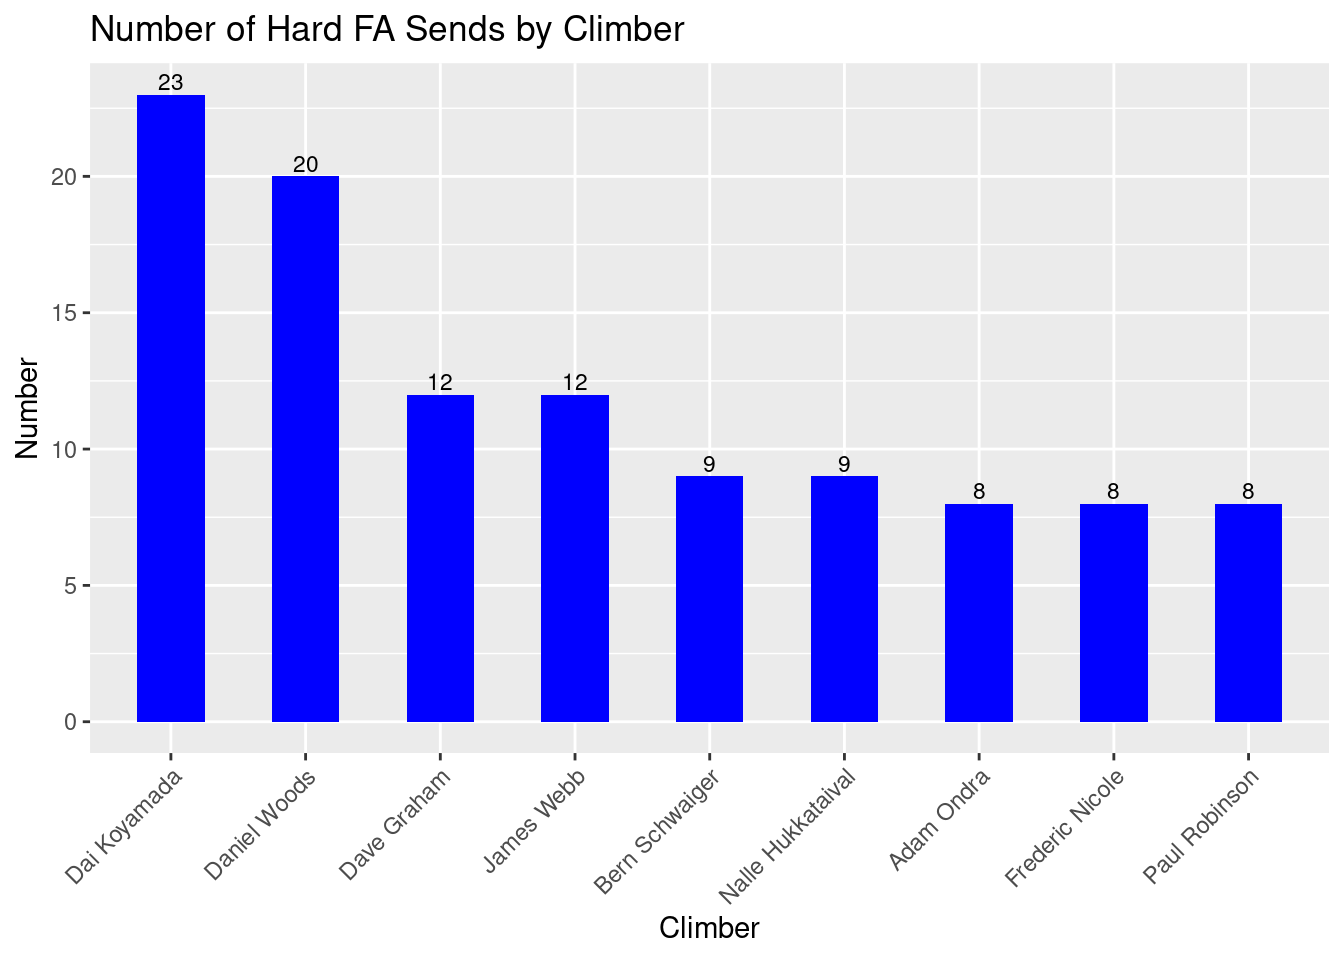 Number of Hard FA Sends by Climber
23
20
12
12
9
9
8
8
8
Number
20
15
10
5
0
Dai Koyamada
Daniel Woods
Dave Graham
James Webb
Bern Schwaiger
Nalle Hukkataival
Adam Ondra
Frederic Nicole
Paul Robinson
Climber